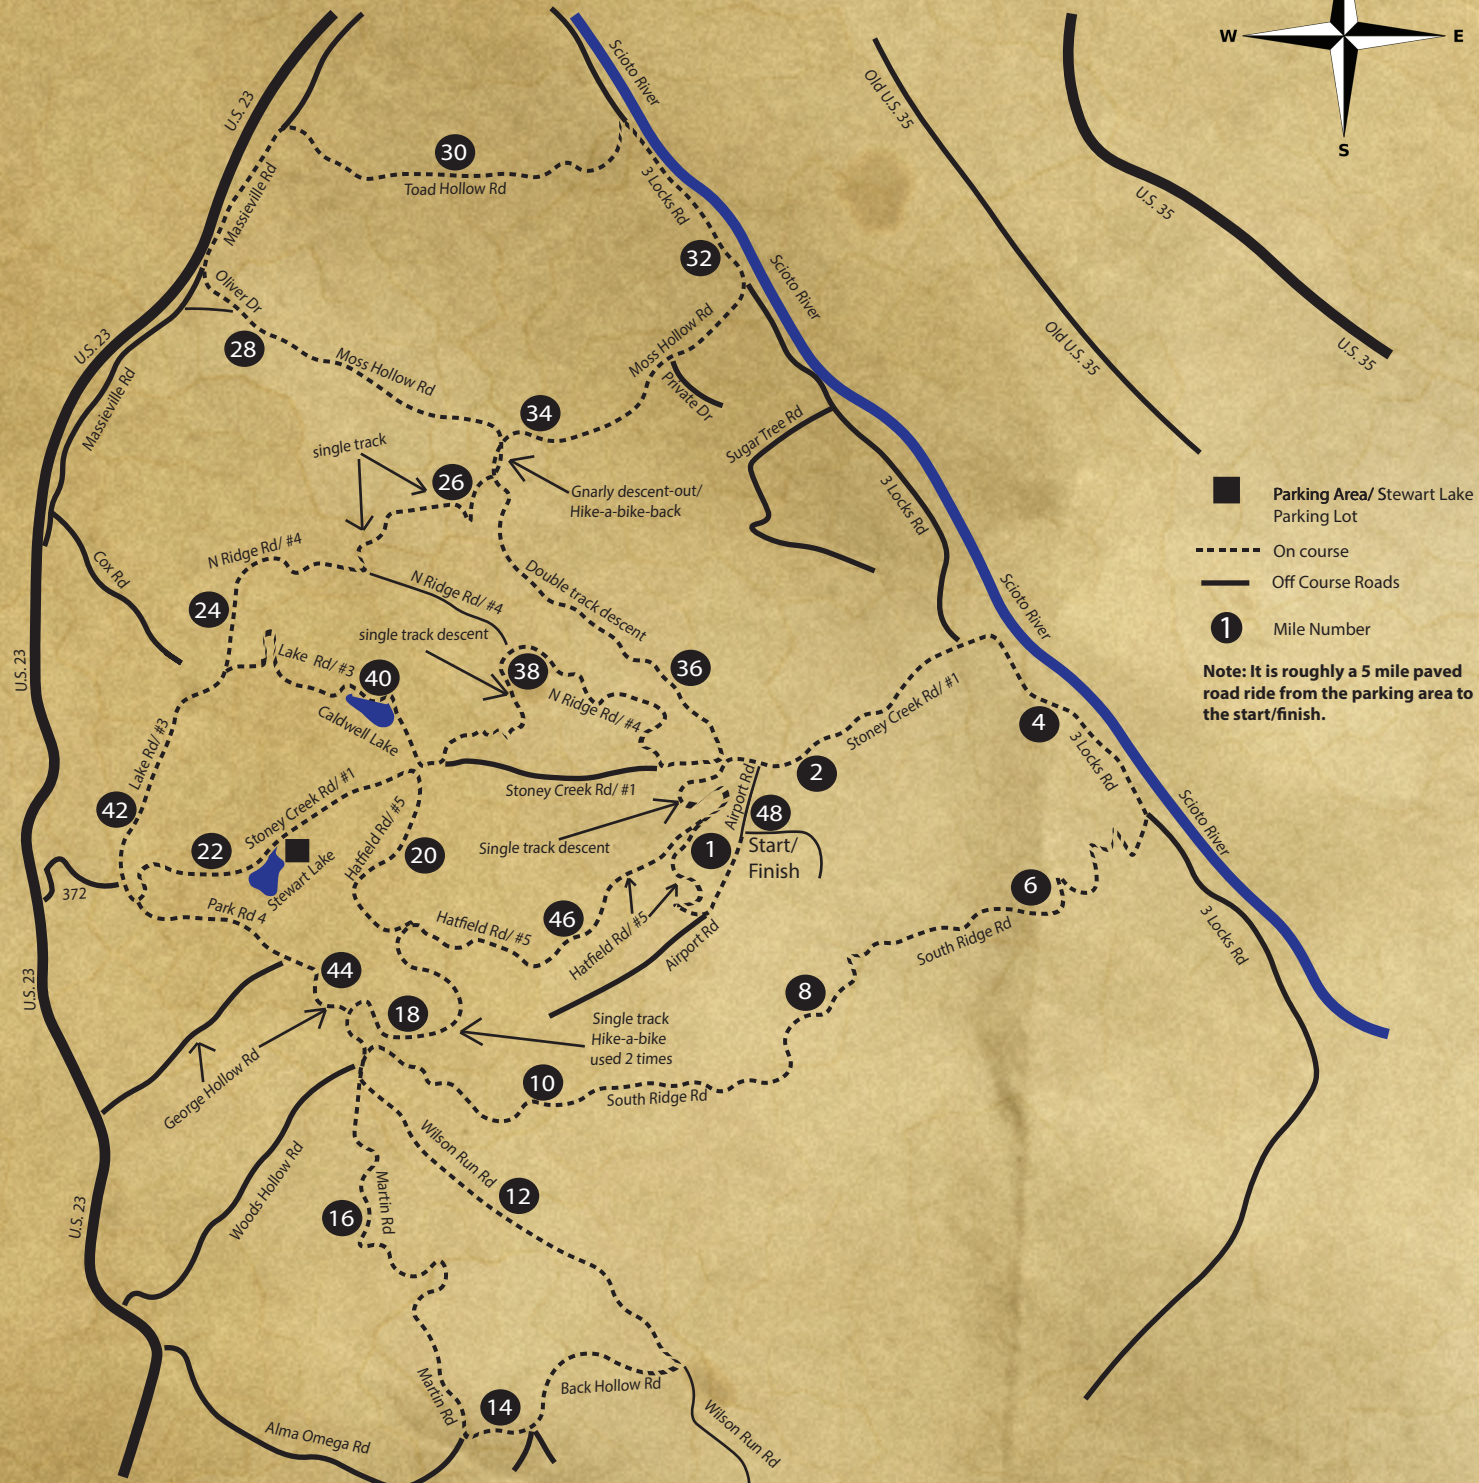 W
E
S
U.S. 23
Scioto River
Old U.S. 35
U.S. 35
30
Toad Hollow Rd
Massieville Rd
3 Locks Rd
32
Scioto River
Oliver Dr
28
Moss Hollow Rd
Moss Hollow Rd
Private Dr
U.S. 23
Massieville Rd
Old U.S. 35
U.S. 35
34
Sugar Tree Rd
single track
26
Gnarly descent-out/
Hike-a-bike-back
3 Locks Rd
Parking Area/ Stewart Lake
Parking Lot
On course
Off Course Roads
1
Mile Number
Note: It is roughly a 5 mile paved
road ride from the parking area to
the start/finish.
N Ridge Rd/ #4
Cox Rd
N Ridge Rd/ #4
Double track descent
24
single track descent
Scioto River
U.S. 23
Lake Rd/ #3
40
38
36
N Ridge Rd/ #4
Caldwell Lake
Stoney Creek Rd/ #1
4
3 Locks Rd
Lake Rd/ #3
2
Stoney Creek Rd/ #1
Stoney Creek Rd/ #1
Airport Rd
48
Start/
Finish
42
22
Stewart Lake
Hatfield Rd/ #5
20
Single track descent
1
Scioto River
372
Park Rd 4
Hatfield Rd/ #5
46
Hatfield Rd/ #5
Airport Rd
6
South Ridge Rd
3 Locks Rd
U.S. 23
44
18
8
Single track
Hike-a-bike
used 2 times
George Hollow Rd
10
South Ridge Rd
Wilson Run Rd
12
Woods Hollow Rd
U.S. 23
16
Martin Rd
Martin Rd
14
Back Hollow Rd
Alma Omega Rd
Wilson Run Rd